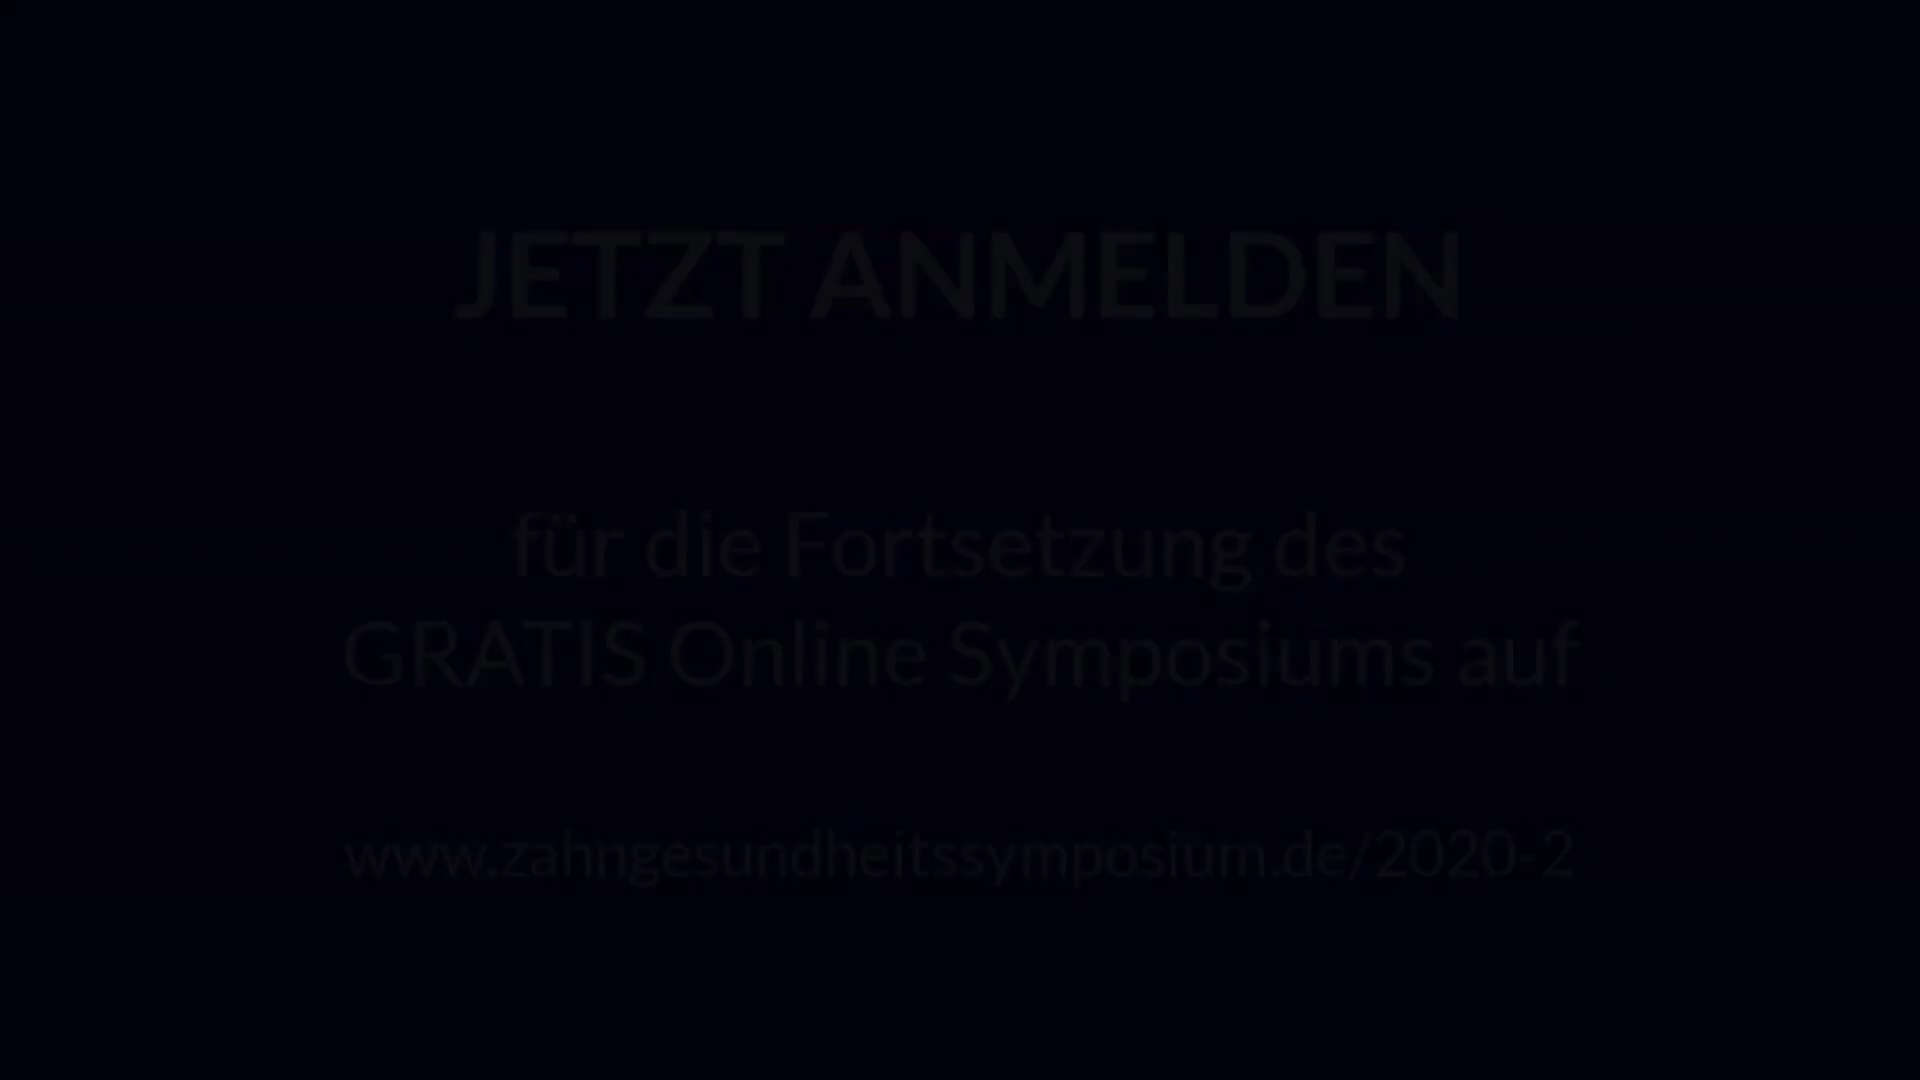 JETZT ANMELDEN
für die Fortsetzung des
GRATIS Online Symposiums auf
www.zahngesundheitssymposium.de/2020-2